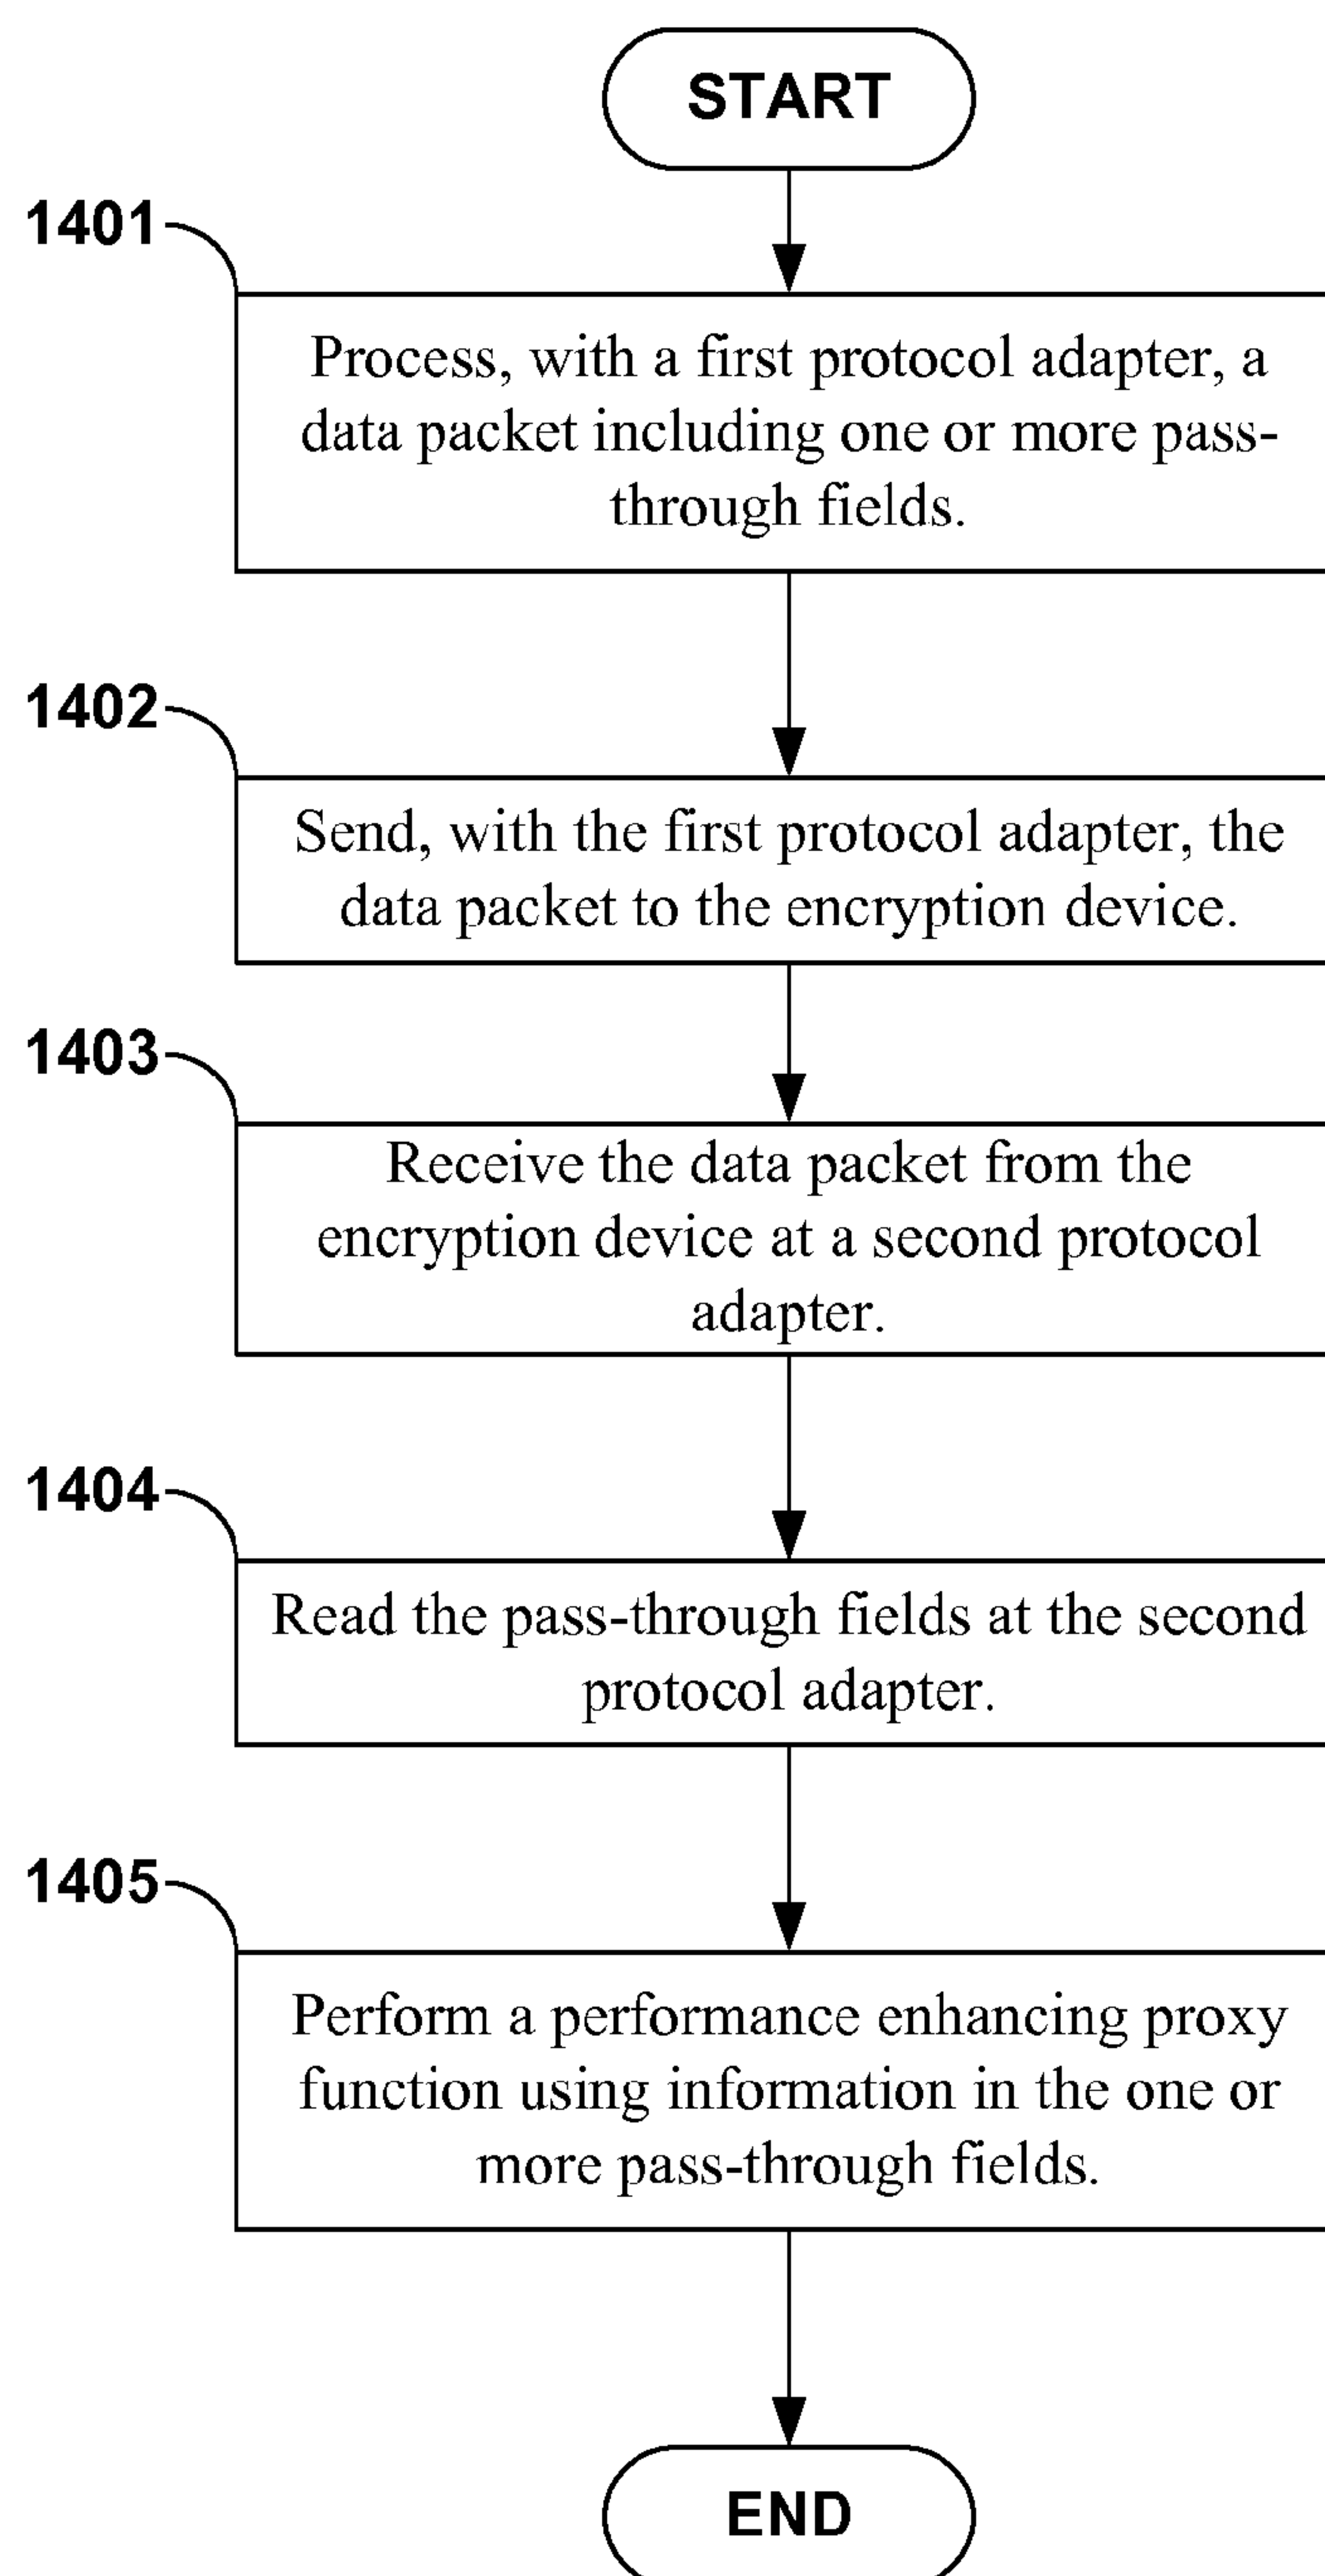 START
1401
Process, with a first protocol adapter, a
data packet including one or more pass-
through fields.
1402
Send, with the first protocol adapter, the
data packet to the encryption device.
1403
Receive the data packet from the
encryption device at a second protocol
adapter.
1404
Read the pass-through fields at the second
protocol adapter.
1405
Perform a performance enhancing proxy
function using information in the one or
more pass-through fields.
END